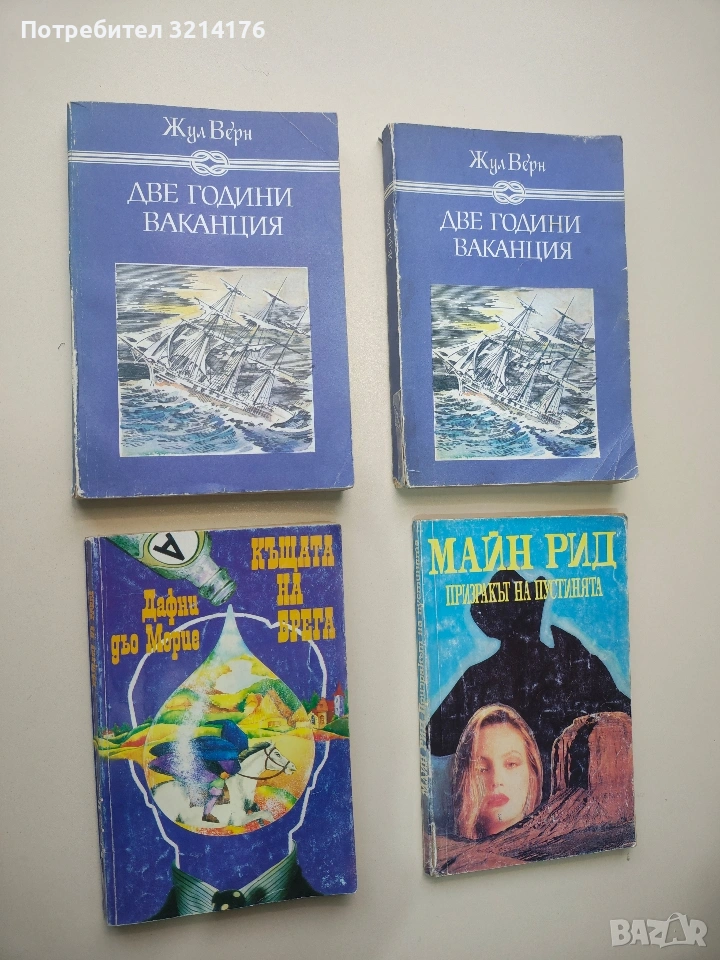 Потребител 3214176
Жул Верн
ДВЕ ГОДИНИ
ВАКАНЦИЯ
Жул Верн
ДВЕ ГОДИНИ
ВАКАНЦИЯ
А
КЪЩАТА
НА
БРЕГА
Дафни
дьо Морие
МАЙН РИД
ПРИЗРАКЪТ НА ПУСТИНЯТА
BAZAR